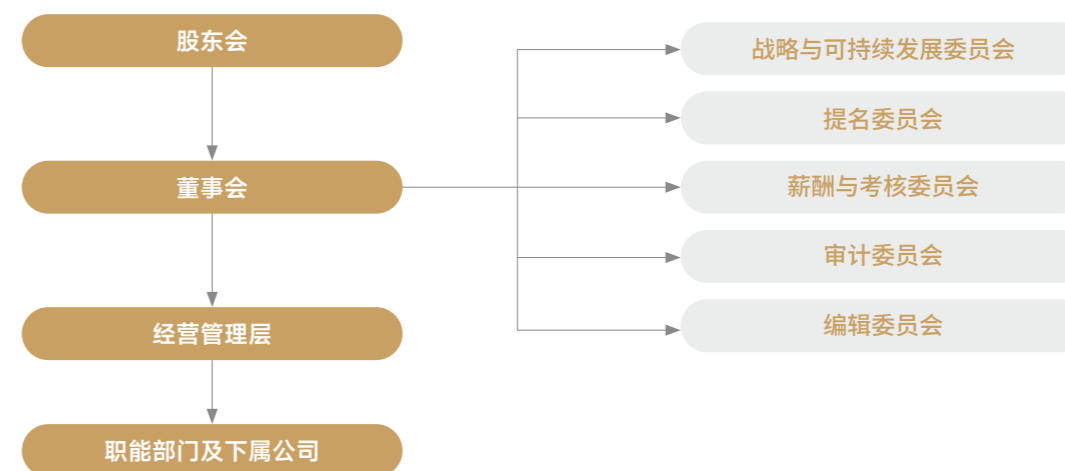 股东会
董事会
经营管理层
职能部门及下属公司
战略与可持续发展委员会
提名委员会
薪酬与考核委员会
审计委员会
编辑委员会